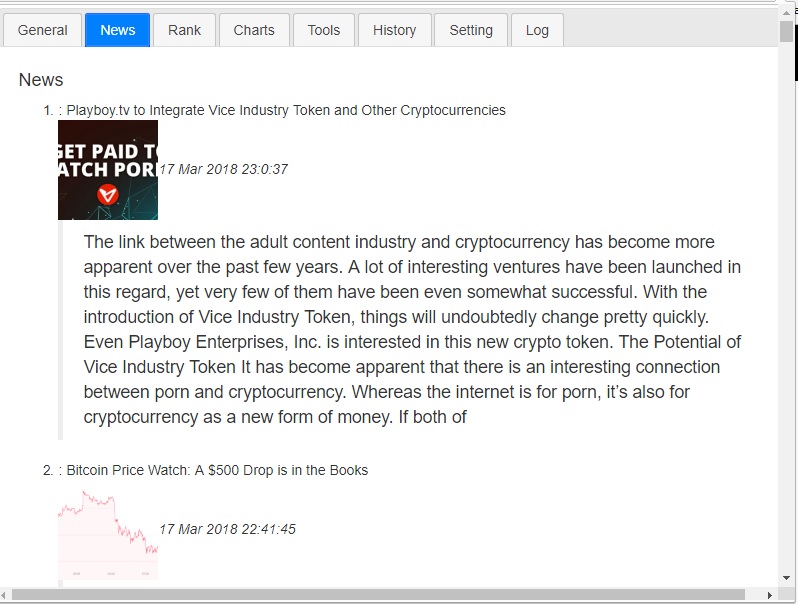 General News Rank Charts Tools History Setting Log
News
1. : Playboy.tv to Integrate Vice Industry Token and Other Cryptocurrencies
GET PAID TO
ATCH PORN
17 Mar 2018 23:0:37
The link between the adult content industry and cryptocurrency has become more
apparent over the past few years. A lot of interesting ventures have been launched in
this regard, yet very few of them have been even somewhat successful. With the
introduction of Vice Industry Token, things will undoubtedly change pretty quickly.
Even Playboy Enterprises, Inc. is interested in this new crypto token. The Potential of
Vice Industry Token It has become apparent that there is an interesting connection
between porn and cryptocurrency. Whereas the internet is for porn, it’s also for
cryptocurrency as a new form of money. If both of
2. : Bitcoin Price Watch: A $500 Drop is in the Books
17 Mar 2018 22:41:45